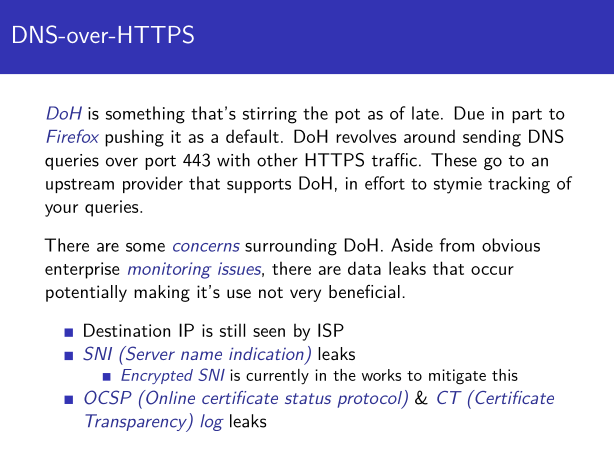 DNS-over-HTTPS
DoH is something that's stirring the pot as of late. Due in part to
Firefox pushing it as a default. DoH revolves around sending DNS
queries over port 443 with other HTTPS traffic. These go to an
upstream provider that supports DoH, in effort to stymie tracking of
your queries.
There are some concerns surrounding DoH. Aside from obvious
enterprise monitoring issues, there are data leaks that occur
potentially making it's use not very beneficial.
Destination IP is still seen by ISP
SNI (Server name indication) leaks
Encrypted SNI is currently in the works to mitigate this
OCSP (Online certificate status protocol) & CT (Certificate
Transparency) log leaks